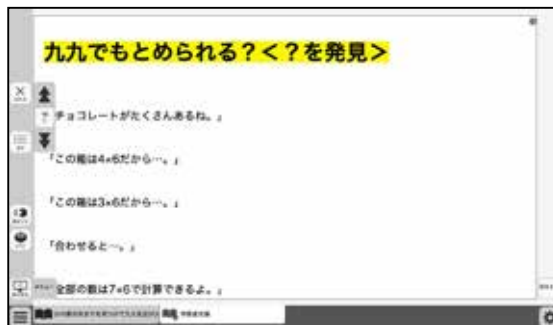 九九でもとめられる？<？を発見>
チョコレートがたくさんあるね。」
「この箱は4×6だから…。」
「この箱は3×6だから…。」
「合わせると…。」
全部の数は7×6で計算できるよ。」